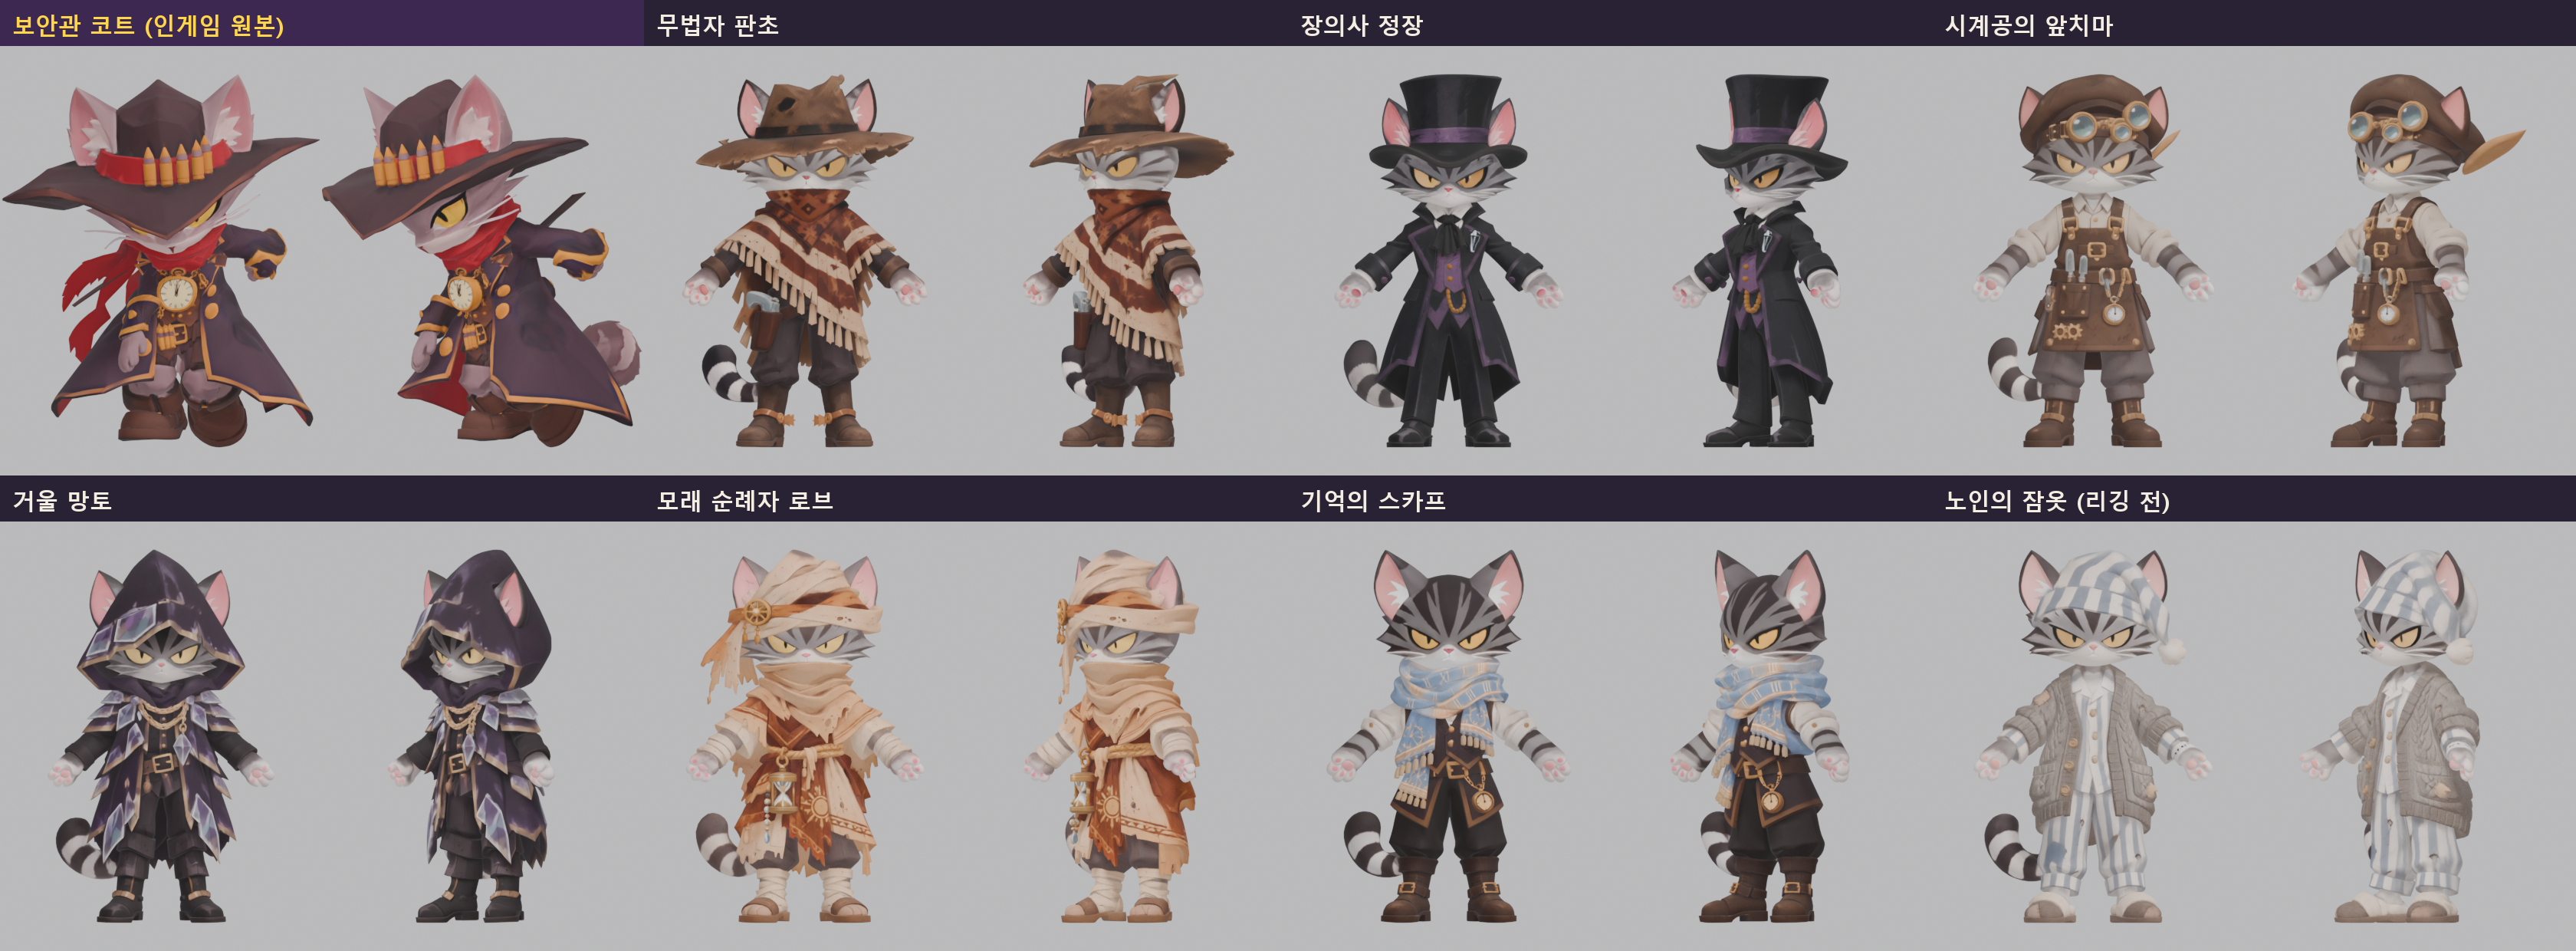 보안관 코트 (인게임 원본)
무법자 판초
장의사 정장
시계공의 앞치마
거울 망토
모래 순례자 로브
기억의 스카프
노인의 잠옷 (리깅 전)